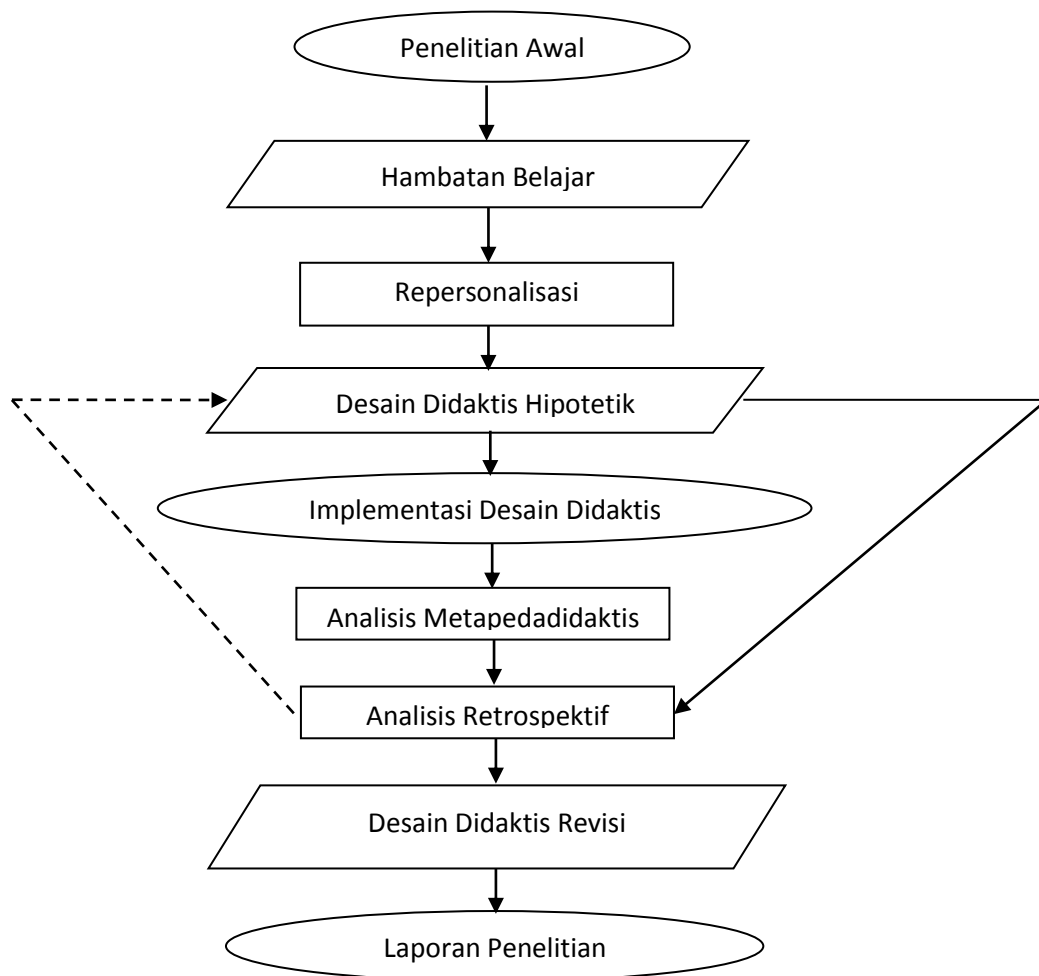 Penelitian Awal
Hambatan Belajar
Repersonalisasi
Desain Didaktis Hipotetik
Implementasi Desain Didaktis
Analisis Metapedadidaktis
Analisis Retrospektif
Desain Didaktis Revisi
Laporan Penelitian